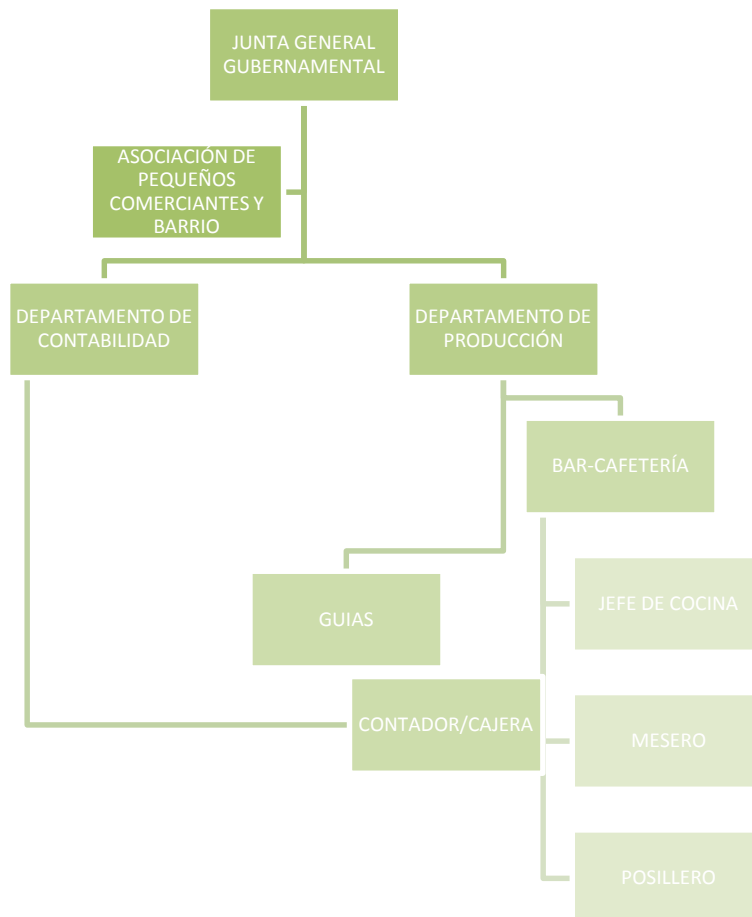 JUNTA GENERAL
GUBERNAMENTAL
ASOCIACIÓN DE
PEQUEÑOS
COMERCIANTES Y
BARRIO
DEPARTAMENTO DE
CONTABILIDAD
DEPARTAMENTO DE
PRODUCCIÓN
BAR-CAFETERÍA
JEFE DE COCINA
GUIAS
CONTADOR/CAJERA
MESERO
POSILLERO